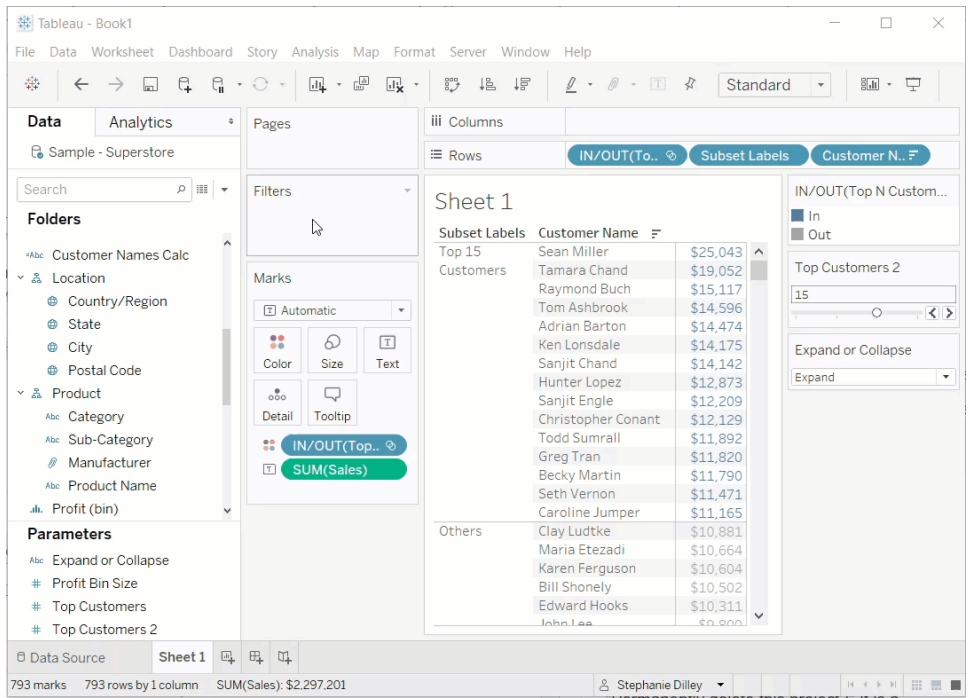 Tableau - Book1
File Data Worksheet Dashboard Story Analysis Map Format Server Window Help
Standard
Data Analytics
Sample - Superstore
Search
Folders
Abc Customer Names Calc
Location
Country/Region
State
City
Postal Code
Product
Abc Category
Abc Sub-Category
Manufacturer
Abc Product Name
Profit (bin)
Parameters
Abc Expand or Collapse
# Profit Bin Size
# Top Customers
# Top Customers 2
Pages
Filters
Marks
T Automatic
Color Size Text
Detail Tooltip
IN/OUT(Top..
SUM(Sales)
Columns
Rows IN/OUT(To.. Subset Labels Customer N..
Sheet 1
Subset Labels Customer Name
Top 15 Sean Miller $25,043
Customers Tamara Chand $19,052
Raymond Buch $15,117
Tom Ashbrook $14,596
Adrian Barton $14,474
Ken Lonsdale $14,175
Sanjit Chand $14,142
Hunter Lopez $12,873
Sanjit Engle $12,209
Christopher Conant $12,129
Todd Sumrall $11,892
Greg Tran $11,820
Becky Martin $11,790
Seth Vernon $11,471
Caroline Jumper $11,165
Others Clay Ludtke $10,881
Maria Etezadi $10,664
Karen Ferguson $10,604
Bill Shonely $10,502
Edward Hooks $10,311
John Lee $9,800
IN/OUT(Top N Custom...
In
Out
Top Customers 2
15
Expand or Collapse
Expand
Data Source Sheet 1
793 marks 793 rows by 1 column SUM(Sales): $2,297,201 Stephanie Dilley